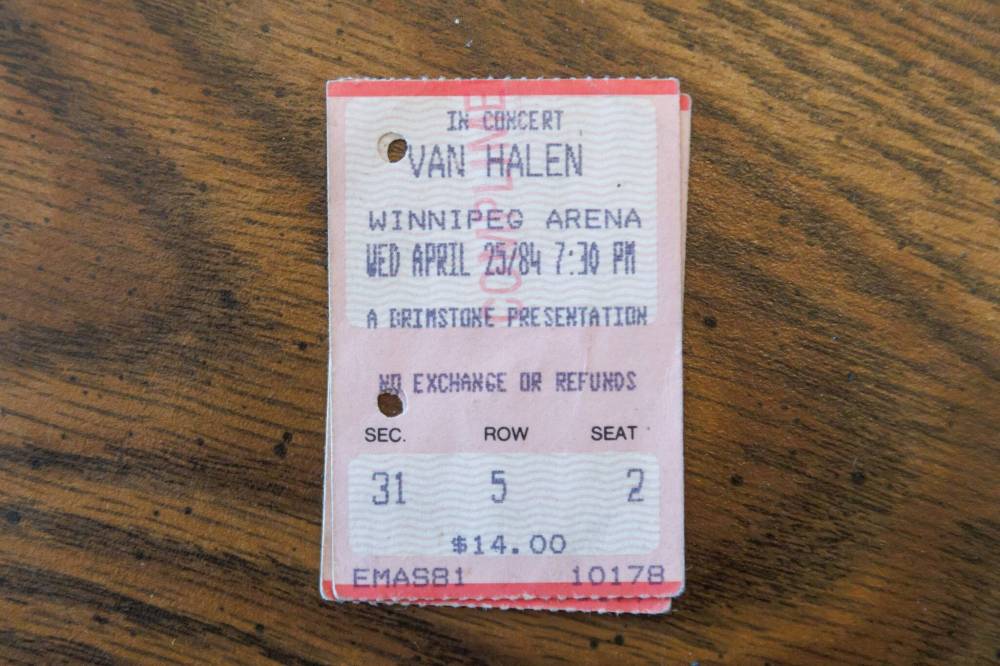 IN CONCERT
VAN HALEN
WINNIPEG ARENA
WED APRIL 25/84 7:30 PM
A BRIMSTONE PRESENTATION
NO EXCHANGE OR REFUNDS
SEC. ROW SEAT
31 5 2
$14.00
EMAS81 10178